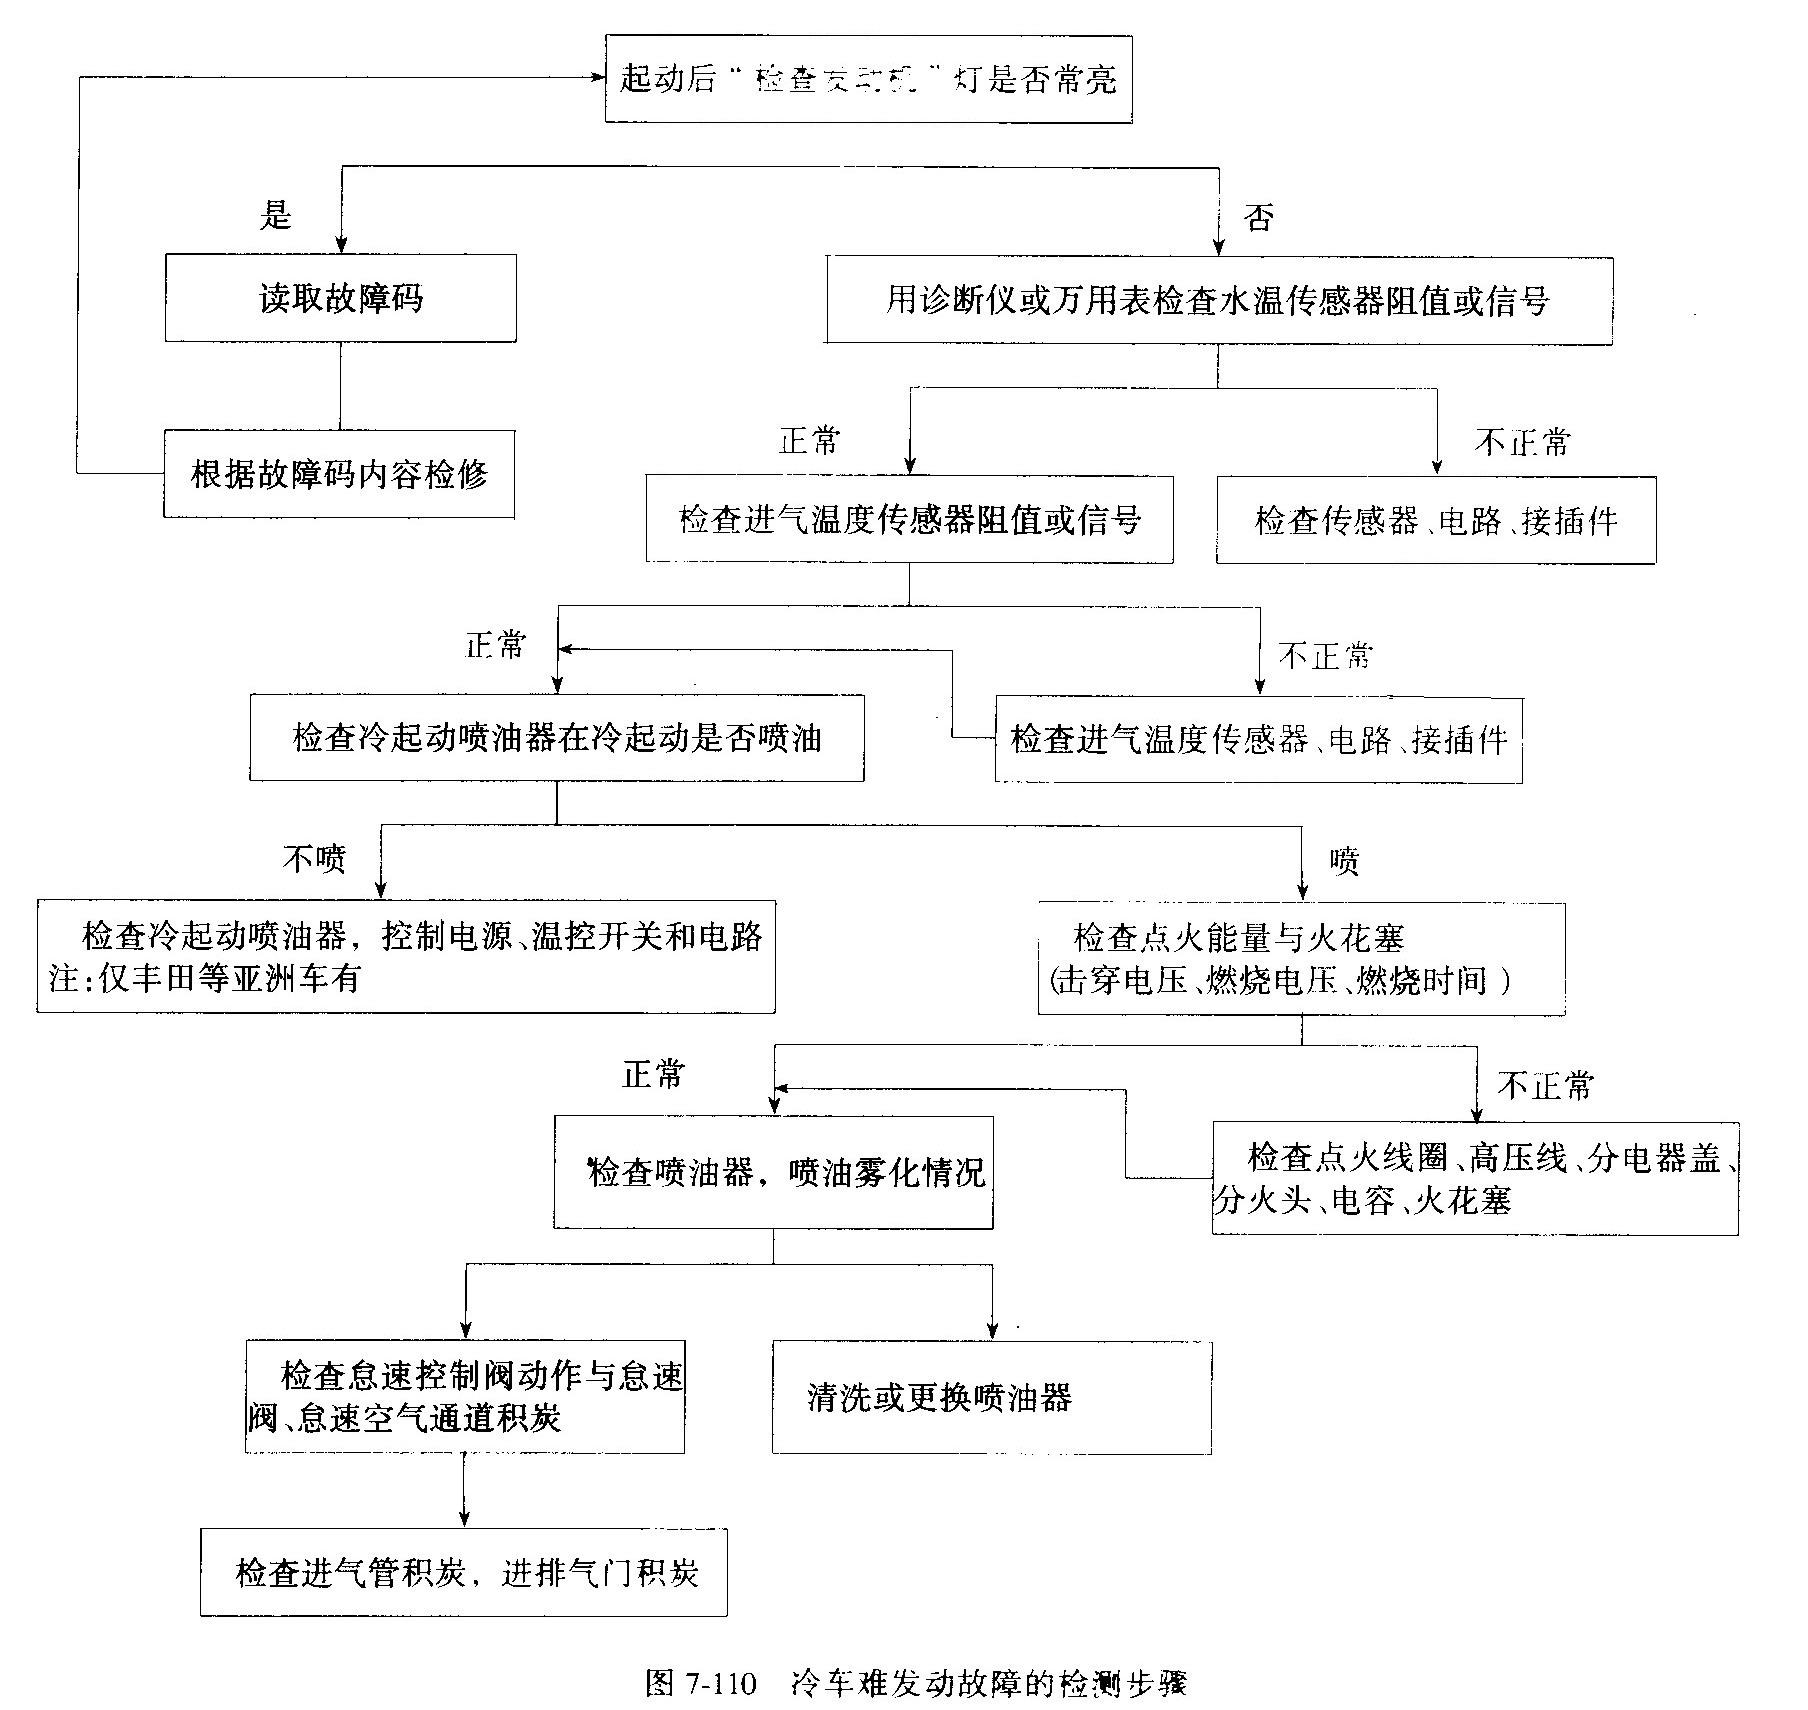 起动后“检查发动机”灯是否常亮
是
否
读取故障码
用诊断仪或万用表检查水温传感器阻值或信号
正常
不正常
根据故障码内容检修
检查进气温度传感器阻值或信号
检查传感器、电路、接插件
正常
不正常
检查冷起动喷油器在冷起动是否喷油
检查进气温度传感器、电路、接插件
不喷
喷
检查冷起动喷油器，控制电源、温控开关和电路
注：仅丰田等亚洲车有
检查点火能量与火花塞
（击穿电压、燃烧电压、燃烧时间）
正常
不正常
检查喷油器，喷油雾化情况
检查点火线圈、高压线、分电器盖、
分火头、电容、火花塞
检查怠速控制阀动作与怠速
阀、怠速空气通道积炭
清洗或更换喷油器
检查进气管积炭，进排气门积炭
图 7-110 冷车难发动故障的检测步骤